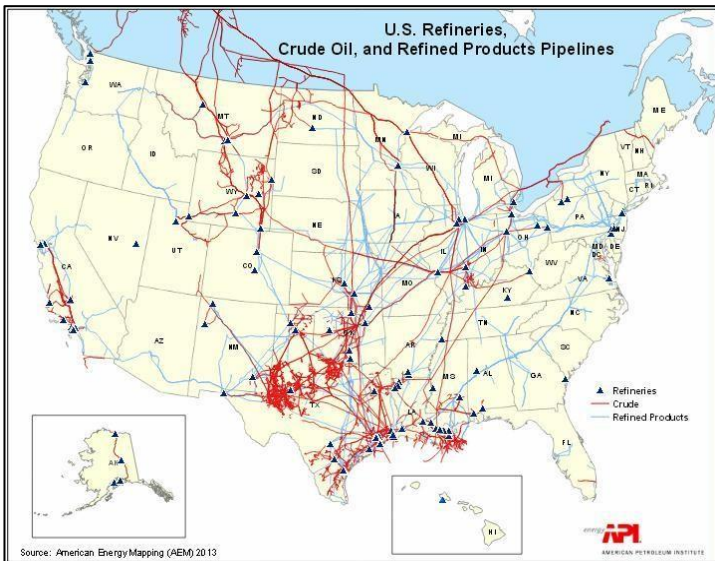 U.S. Refineries,
Crude Oil, and Refined Products Pipelines
WA
MT
ND
MN
MI
ME
OR
ID
SD
WI
MI
VT
NH
NY
MA
CT
RI
WY
IA
PA
NJ
NV
UT
NE
IL
IN
OH
MD
DE
DC
CA
CO
MO
WV
VA
KY
AZ
NM
AR
TN
NC
SC
TX
LA
MS
AL
GA
FL
Refineries
Crude
Refined Products
AK
HI
energy API
AMERICAN PETROLEUM INSTITUTE
Source: American Energy Mapping (AEM) 2013